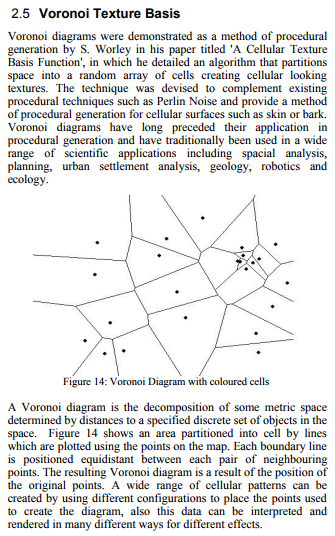 2.5 Voronoi Texture Basis
Voronoi diagrams were demonstrated as a method of procedural
generation by S. Worley in his paper titled 'A Cellular Texture
Basis Function', in which he detailed an algorithm that partitions
space into a random array of cells creating cellular looking
textures. The technique was devised to complement existing
procedural techniques such as Perlin Noise and provide a method
of procedural generation for cellular surfaces such as skin or bark.
Voronoi diagrams have long preceded their application in
procedural generation and have traditionally been used in a wide
range of scientific applications including spacial analysis,
planning, urban settlement analysis, geology, robotics and
ecology.
Figure 14: Voronoi Diagram with coloured cells
A Voronoi diagram is the decomposition of some metric space
determined by distances to a specified discrete set of objects in the
space. Figure 14 shows an area partitioned into cell by lines
which are plotted using the points on the map. Each boundary line
is positioned equidistant between each pair of neighbouring
points. The resulting Voronoi diagram is a result of the position of
the original points. A wide range of cellular patterns can be
created by using different configurations to place the points used
to create the diagram, also this data can be interpreted and
rendered in many different ways for different effects.